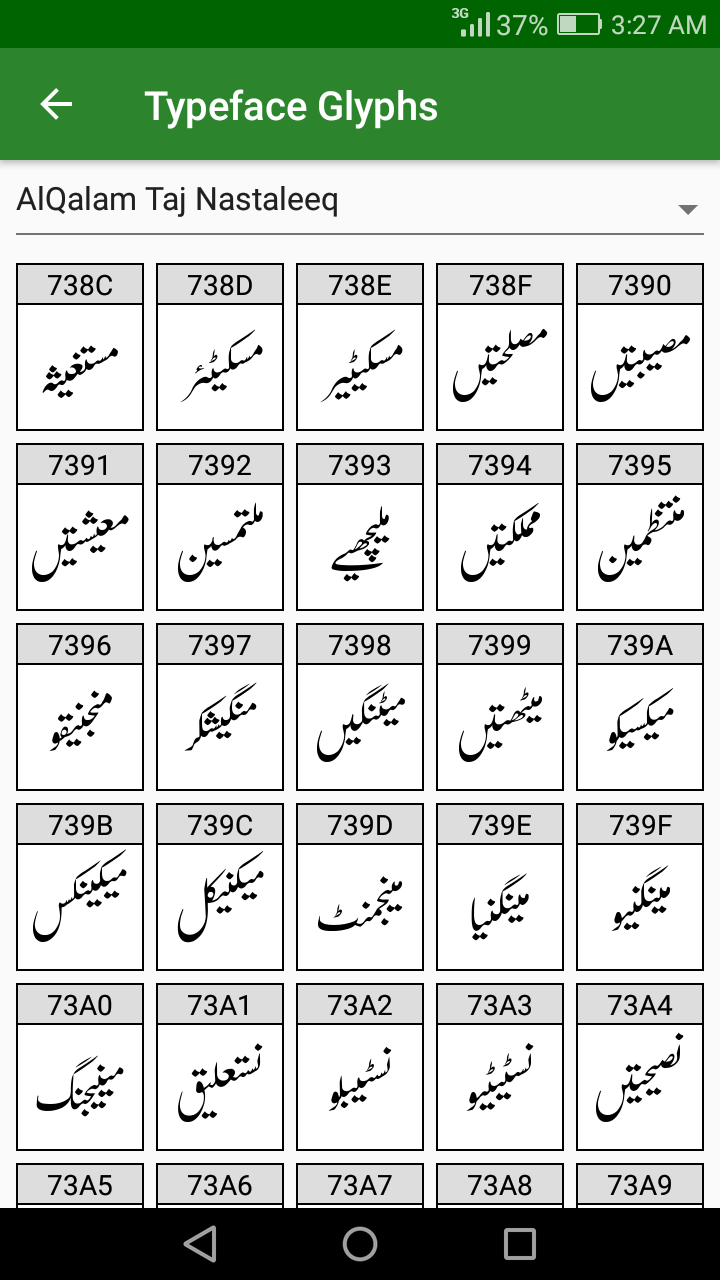 3G 37% 3:27 AM
Typeface Glyphs
AlQalam Taj Nastaleeq
738C 738D 738E 738F 7390
مستغیثہ مسکیٹئر مسکیٹیر مصلحتیں مصیبتیں
7391 7392 7393 7394 7395
معیشتیں ملتمسین ملیچھیے مملکتیں منتظمین
7396 7397 7398 7399 739A
منجنیقو منگیشکر میٹنگیں میٹھتیں میکسیکو
739B 739C 739D 739E 739F
میکینکس میکنیکل مینجمنٹ مینگنیا مینگنیو
73A0 73A1 73A2 73A3 73A4
مینیجنگ نستعلیق نسٹیبلو نسٹیٹیو نصیحتیں
73A5 73A6 73A7 73A8 73A9